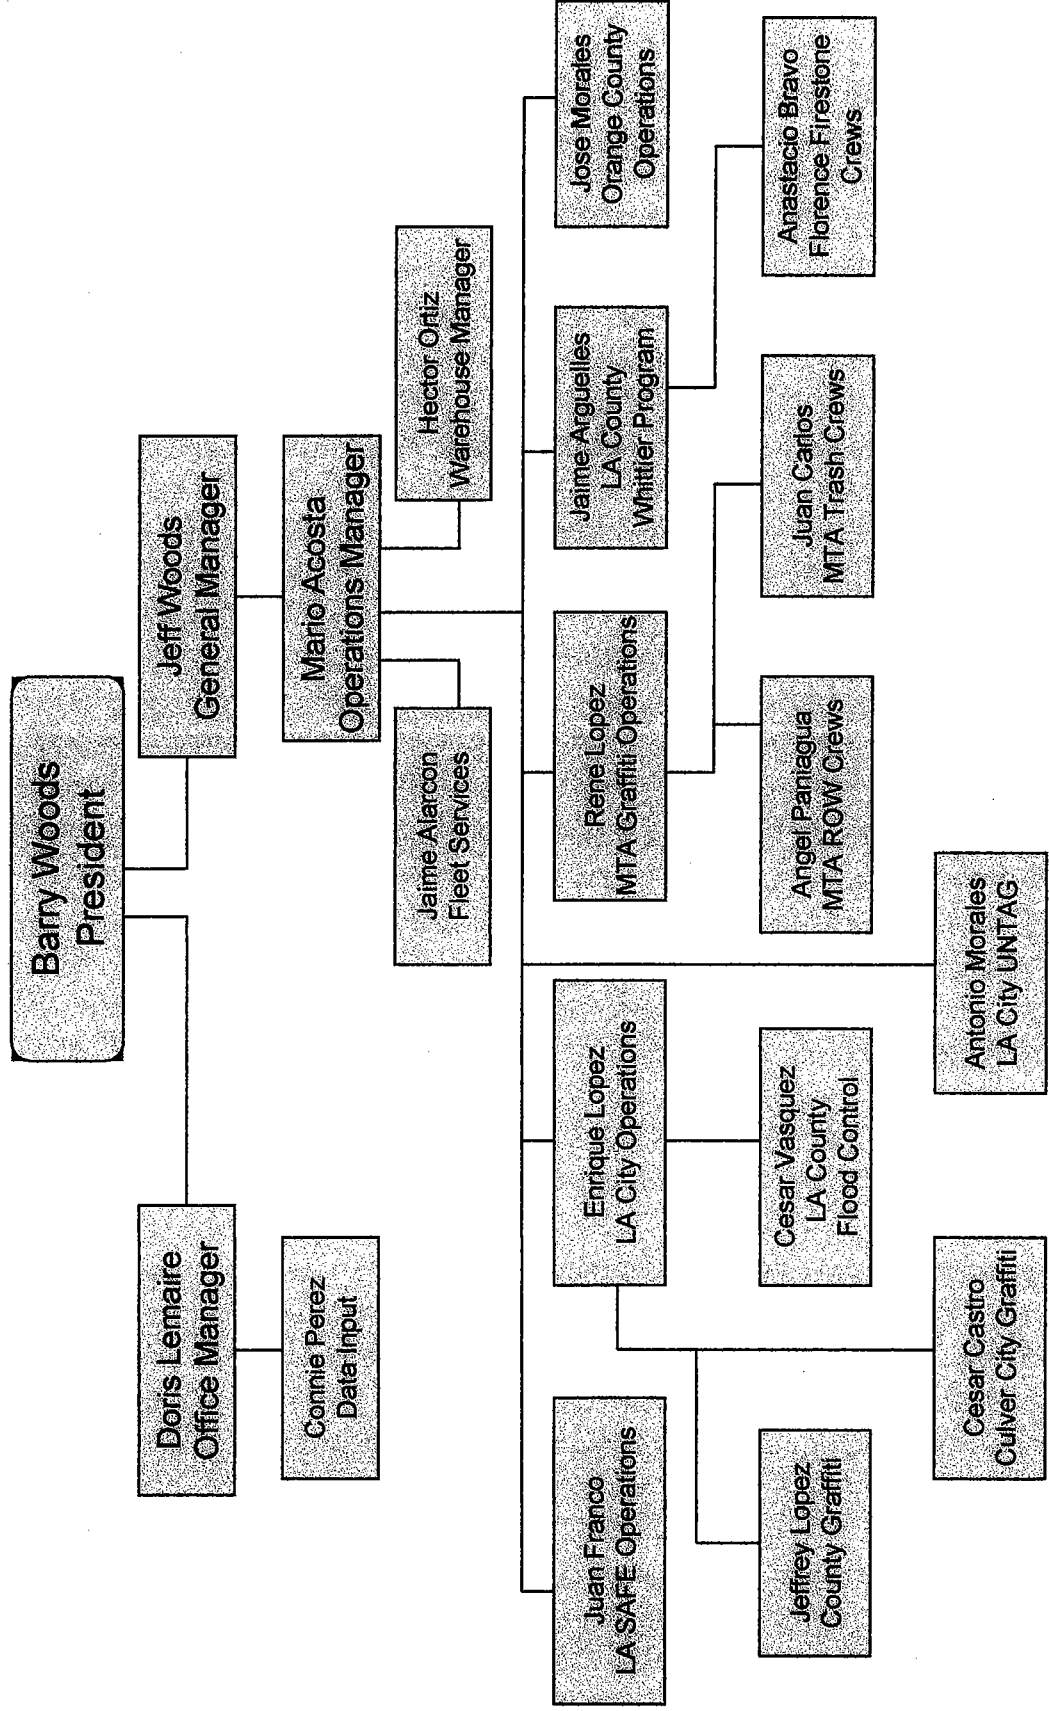 Barry Woods
President
Doris Lemaire
Office Manager
Jeff Woods
General Manager
Connie Perez
Data Input
Mario Acosta
Operations Manager
Jaime Alarcon
Fleet Services
Hector Ortiz
Warehouse Manager
Juan Franco
LA SAFE Operations
Enrique Lopez
LA City Operations
Rene Lopez
MTA Graffiti Operations
Jaime Arguelles
LA County
Whittier Program
Jose Morales
Orange County
Operations
Jeffrey Lopez
County Graffiti
Cesar Vasquez
LA County
Flood Control
Angel Paniagua
MTA ROW Crews
Juan Carlos
MTA Trash Crews
Anastacio Bravo
Florence Firestone
Crews
Cesar Castro
Culver City Graffiti
Antonio Morales
LA City UNTAG